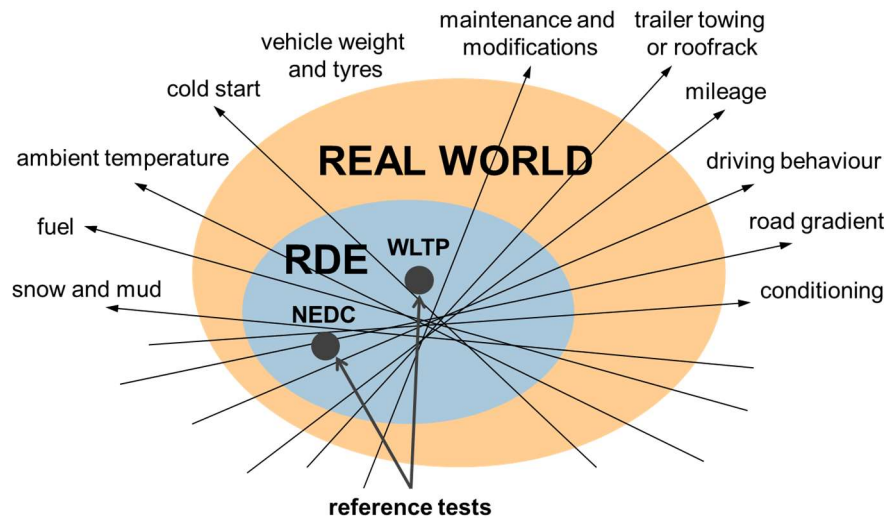 maintenance and
modifications
trailer towing
or roofrack
vehicle weight
and tyres
cold start
mileage
ambient temperature
REAL WORLD
driving behaviour
fuel
road gradient
WLTP
RDE
snow and mud
conditioning
NEDC
reference tests